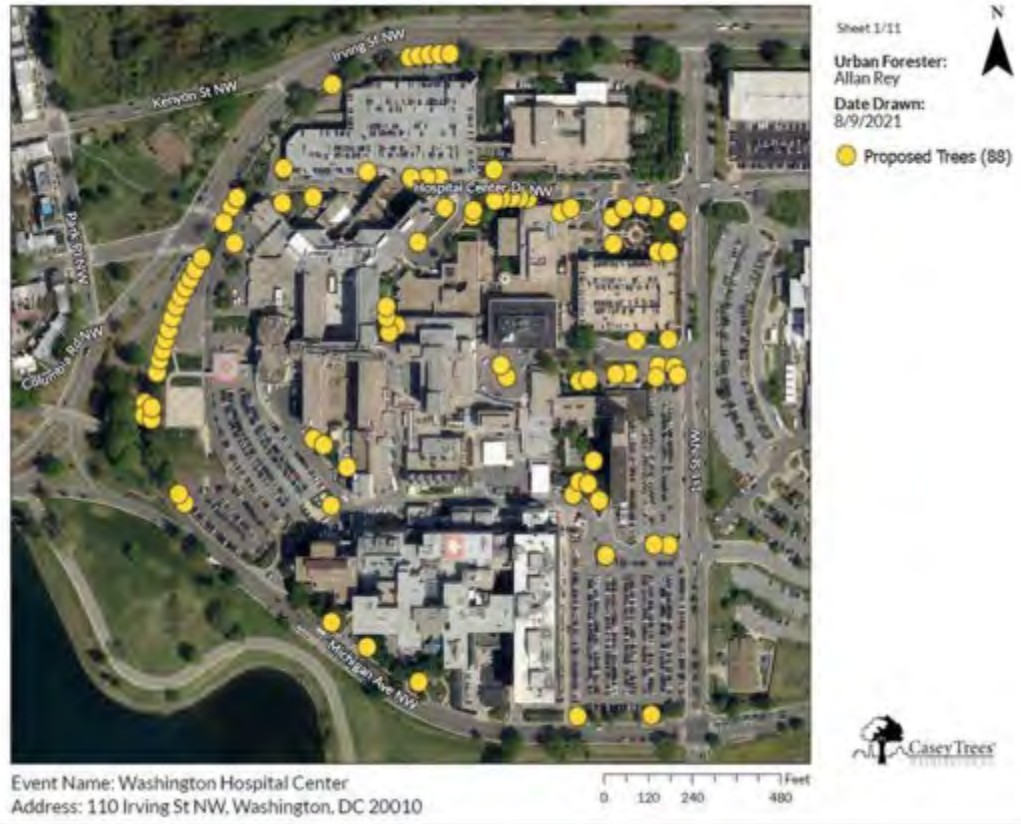 N
Sheet 1/11
Urban Forester:
Allan Rey
Date Drawn:
8/9/2021
Proposed Trees (88)
Irving St NW
Kenyon St NW
Hospital Center Dr NW
Park Pl NW
Columbia Rd NW
1st St NW
Michigan Ave NW
Casey Trees
Event Name: Washington Hospital Center
Address: 110 Irving St NW, Washington, DC 20010
Feet
0 120 240 480